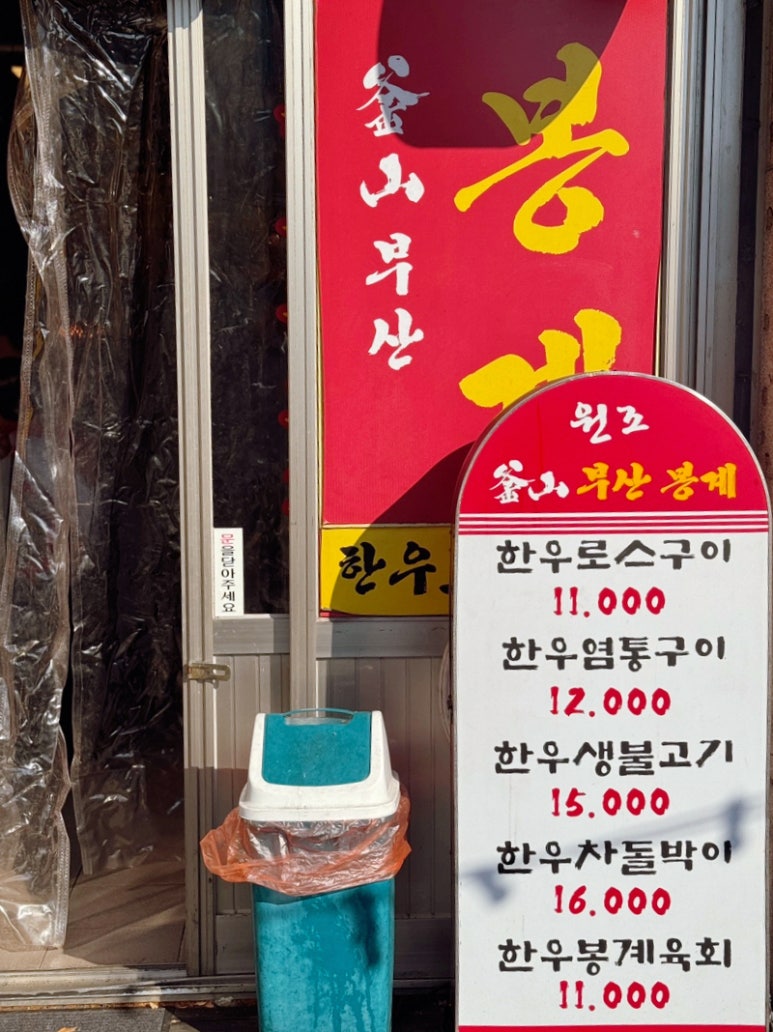 釜山부산
봉계
한우
문을닫아주세요
원조
釜山 부산 봉계
한우로스구이
11.000
한우염통구이
12.000
한우생불고기
15.000
한우차돌박이
16.000
한우봉계육회
11.000